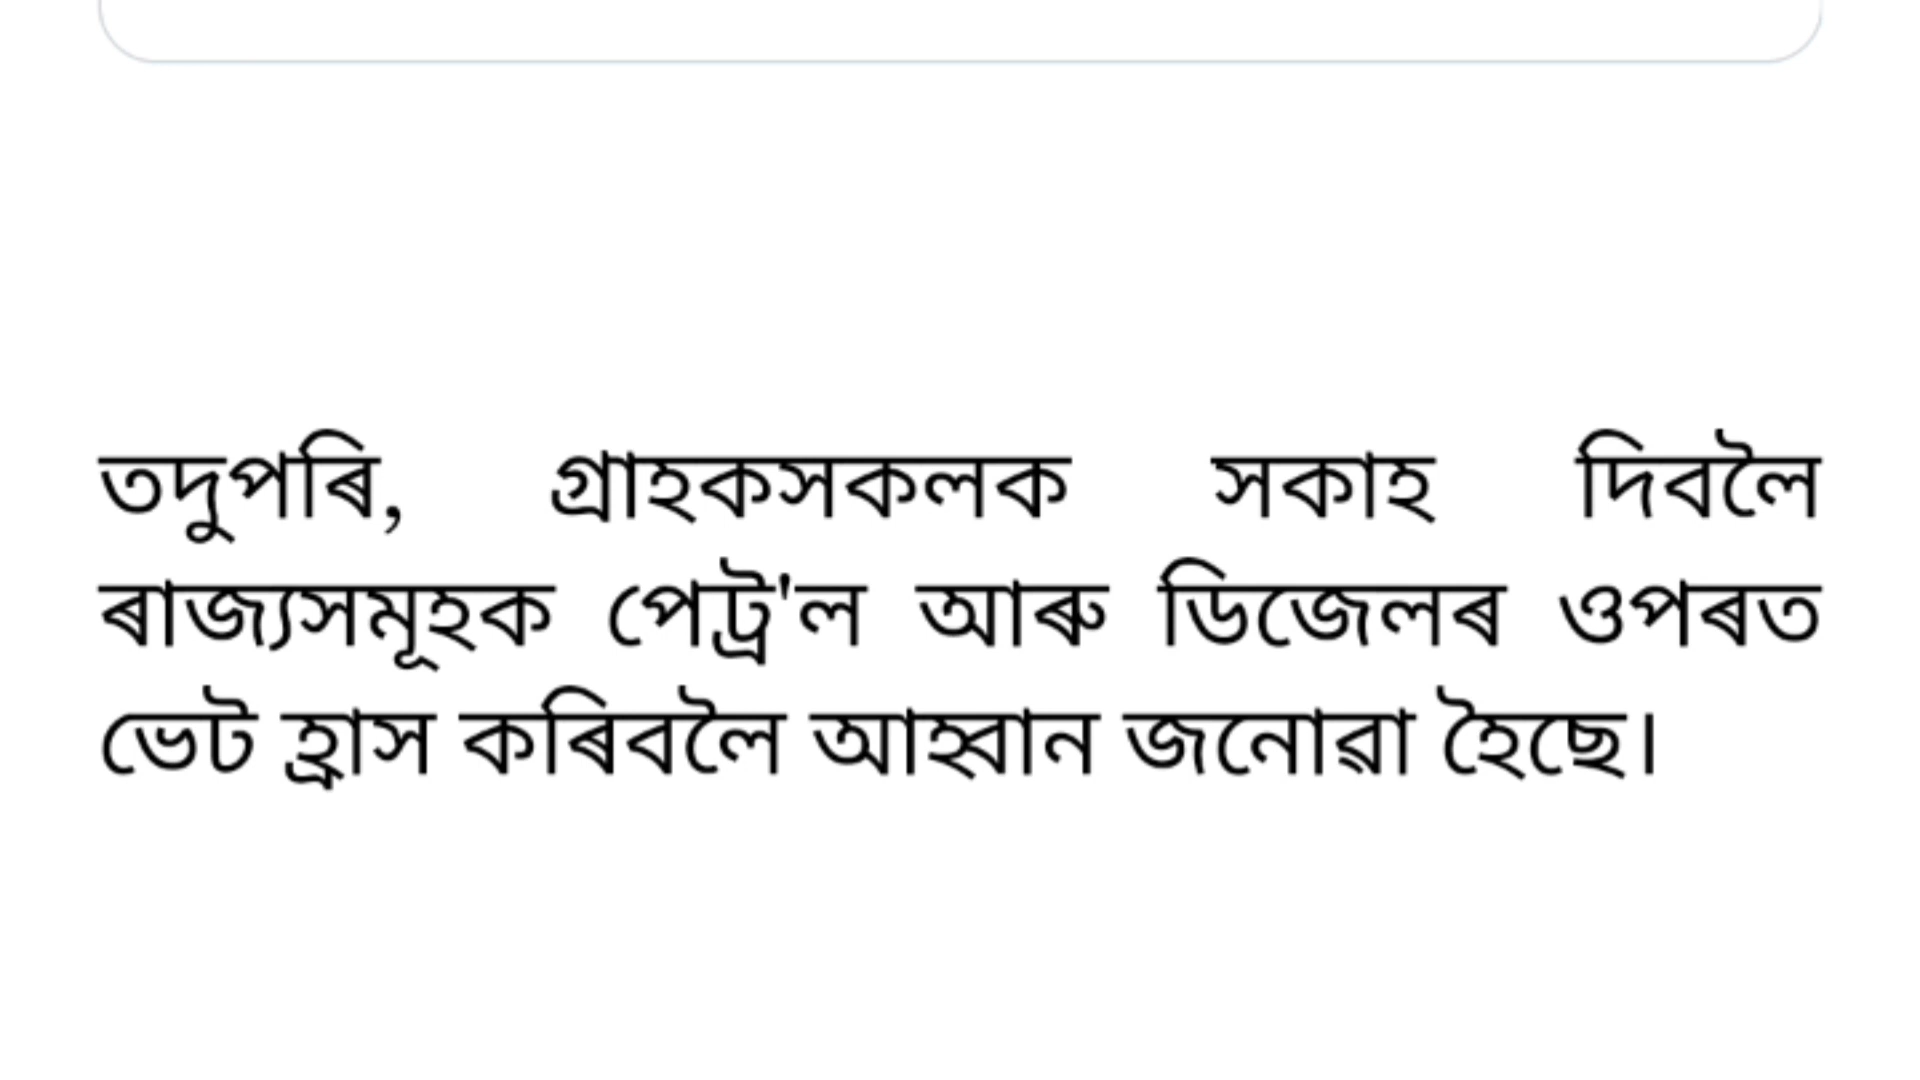 তদুপৰি, গ্ৰাহকসকলক সকাহ দিবলৈ
ৰাজ্যসমূহক পেট্ৰ'ল আৰু ডিজেলৰ ওপৰত
ভেট হ্ৰাস কৰিবলৈ আহ্বান জনোৱা হৈছে।